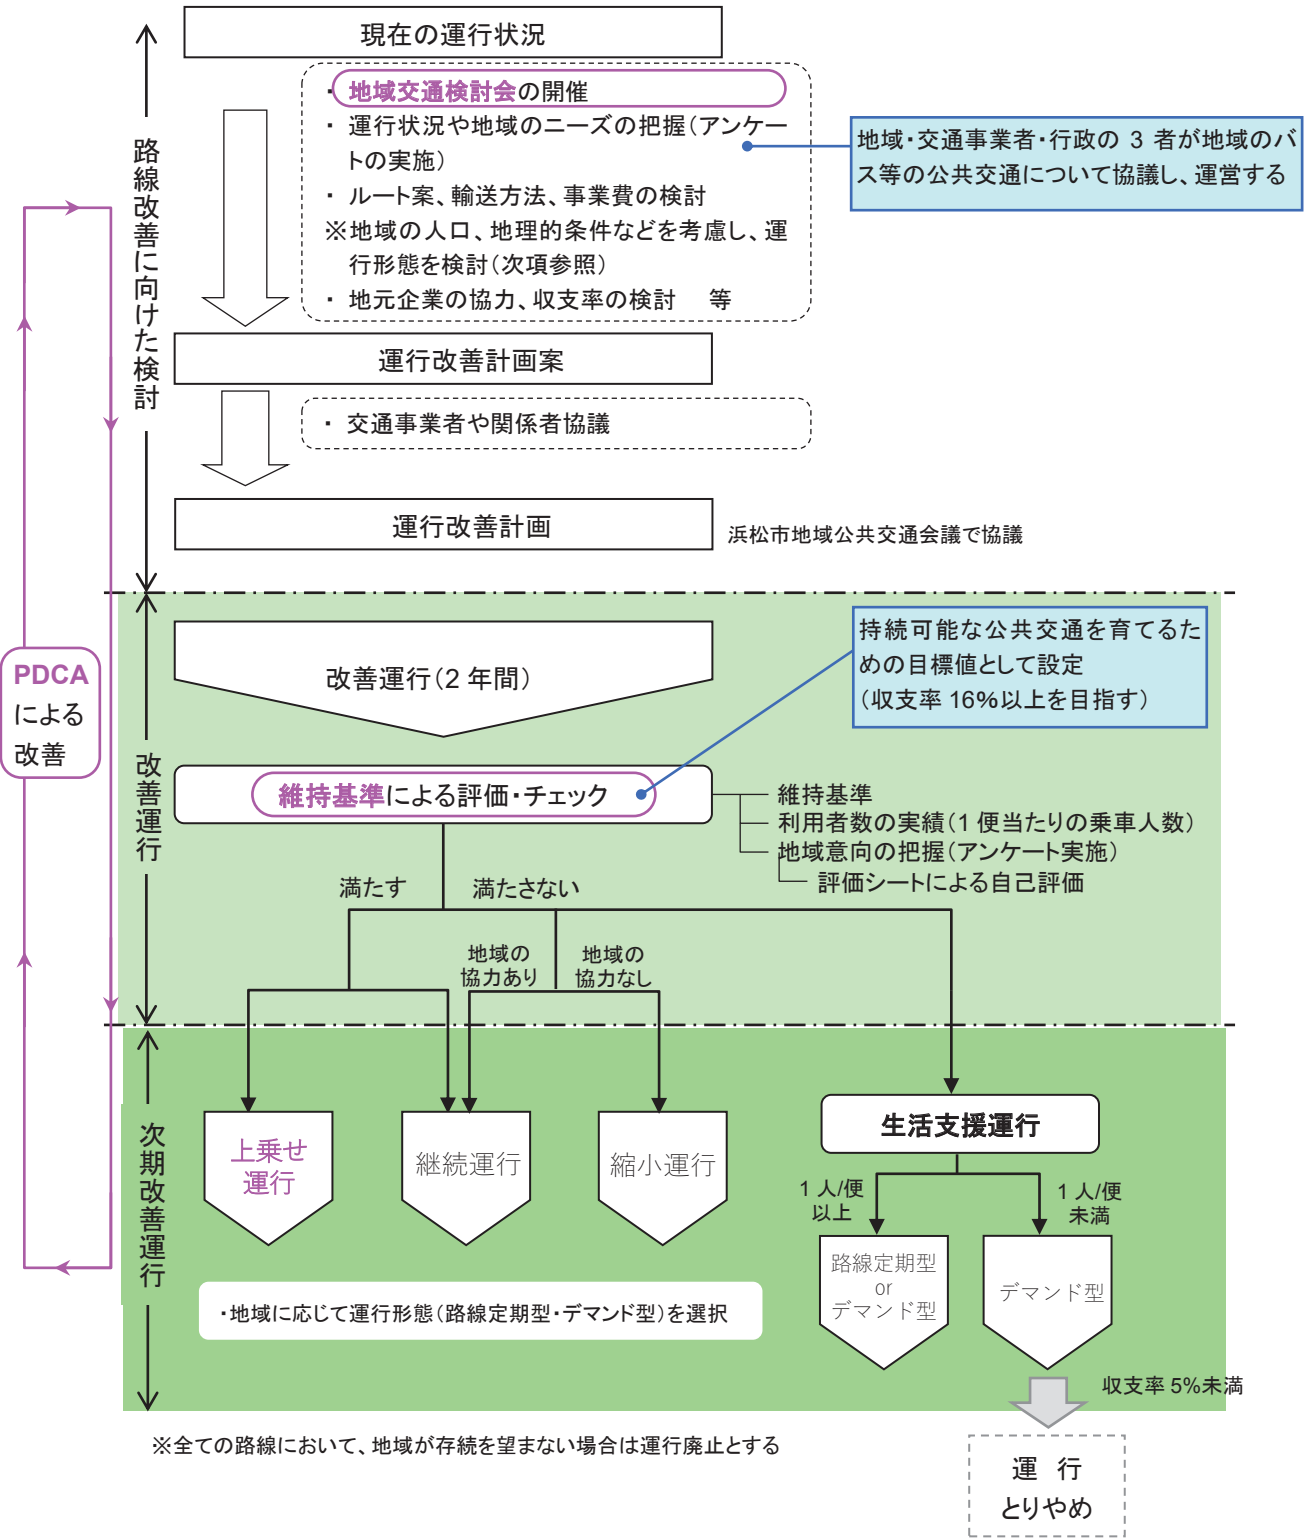 現在の運行状況
・ 地域交通検討会の開催
・ 運行状況や地域のニーズの把握（アンケー
トの実施）
・ ルート案、輸送方法、事業費の検討
※地域の人口、地理的条件などを考慮し、運
行形態を検討（次項参照）
・ 地元企業の協力、収支率の検討　等
地域・交通事業者・行政の 3 者が地域のバ
ス等の公共交通について協議し、運営する
路線改善に向けた検討
運行改善計画案
・ 交通事業者や関係者協議
運行改善計画
浜松市地域公共交通会議で協議
PDCA
による
改善
改善運行
改善運行（2 年間）
持続可能な公共交通を育てるた
めの目標値として設定
（収支率 16%以上を目指す）
維持基準による評価・チェック
維持基準
利用者数の実績（1 便当たりの乗車人数）
地域意向の把握（アンケート実施）
評価シートによる自己評価
満たす
満たさない
地域の
協力あり
地域の
協力なし
次期改善運行
上乗せ
運行
継続運行
縮小運行
生活支援運行
1 人/便
以上
1 人/便
未満
路線定期型
or
デマンド型
デマンド型
・地域に応じて運行形態（路線定期型・デマンド型）を選択
収支率 5%未満
※全ての路線において、地域が存続を望まない場合は運行廃止とする
運　行
とりやめ